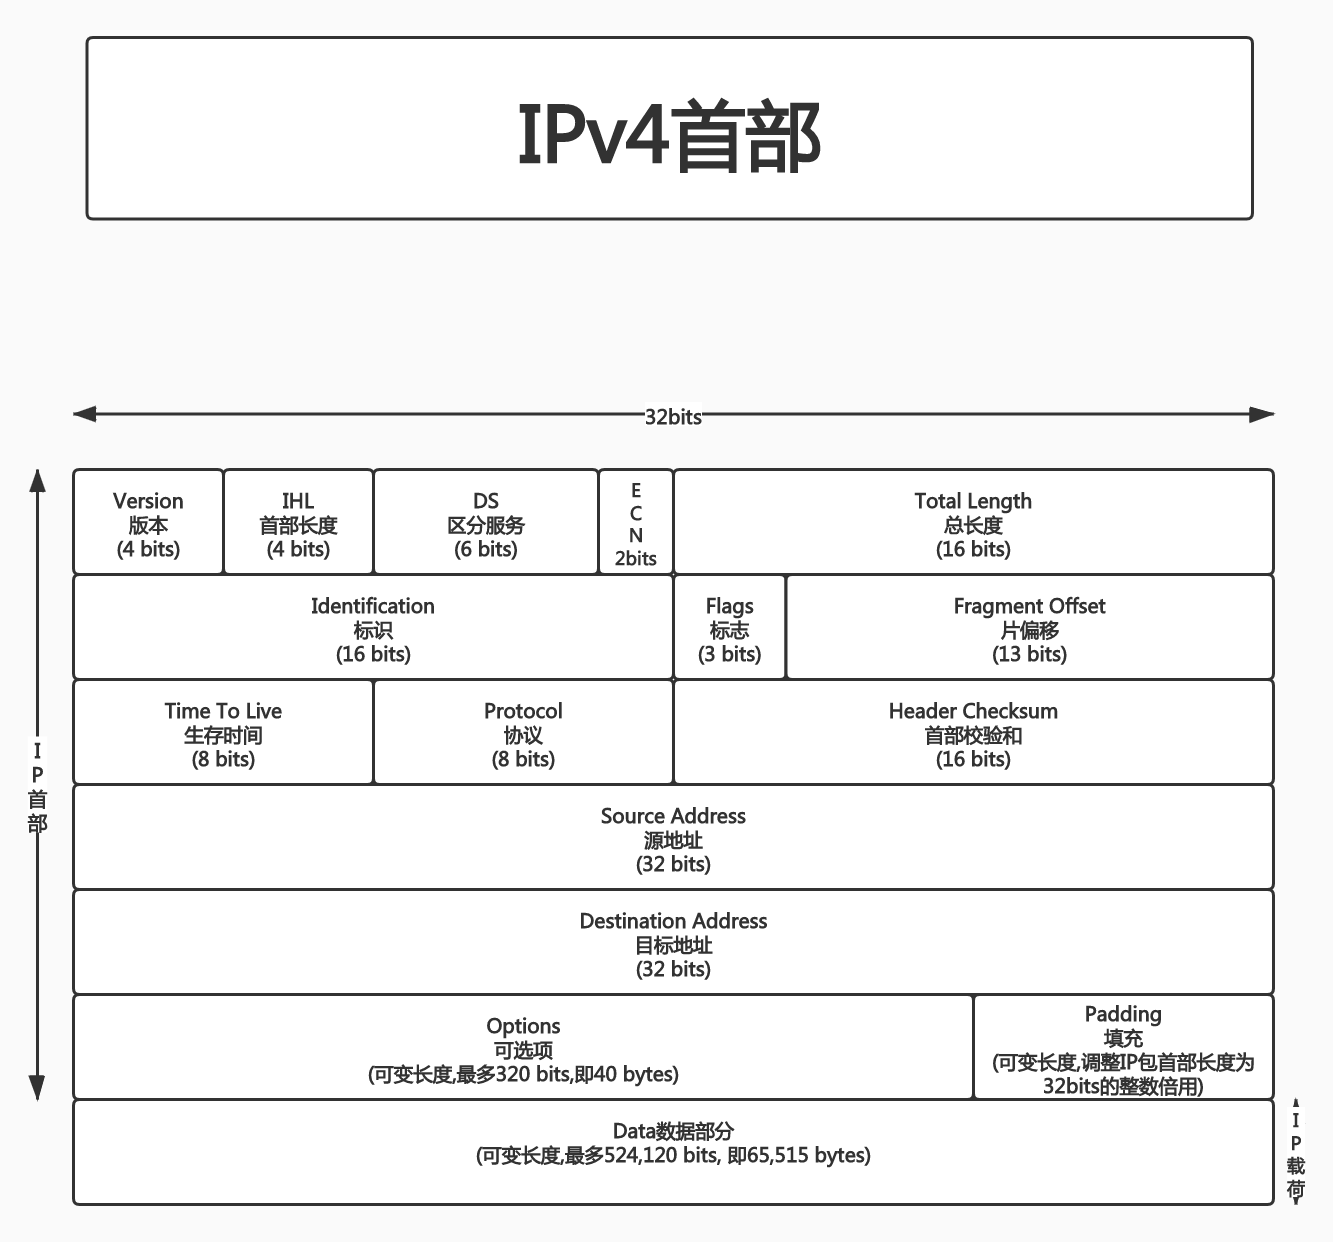 IPv4首部
32bits
Version
版本
(4 bits)
IHL
首部长度
(4 bits)
DS
区分服务
(6 bits)
E
C
N
2bits
Total Length
总长度
(16 bits)
Identification
标识
(16 bits)
Flags
标志
(3 bits)
Fragment Offset
片偏移
(13 bits)
Time To Live
生存时间
(8 bits)
Protocol
协议
(8 bits)
Header Checksum
首部校验和
(16 bits)
I
P
首
部
Source Address
源地址
(32 bits)
Destination Address
目标地址
(32 bits)
Options
可选项
(可变长度,最多320 bits,即40 bytes)
Padding
填充
(可变长度,调整IP包首部长度为
32bits的整数倍用)
Data数据部分
(可变长度,最多524,120 bits, 即65,515 bytes)
I
P
载
荷